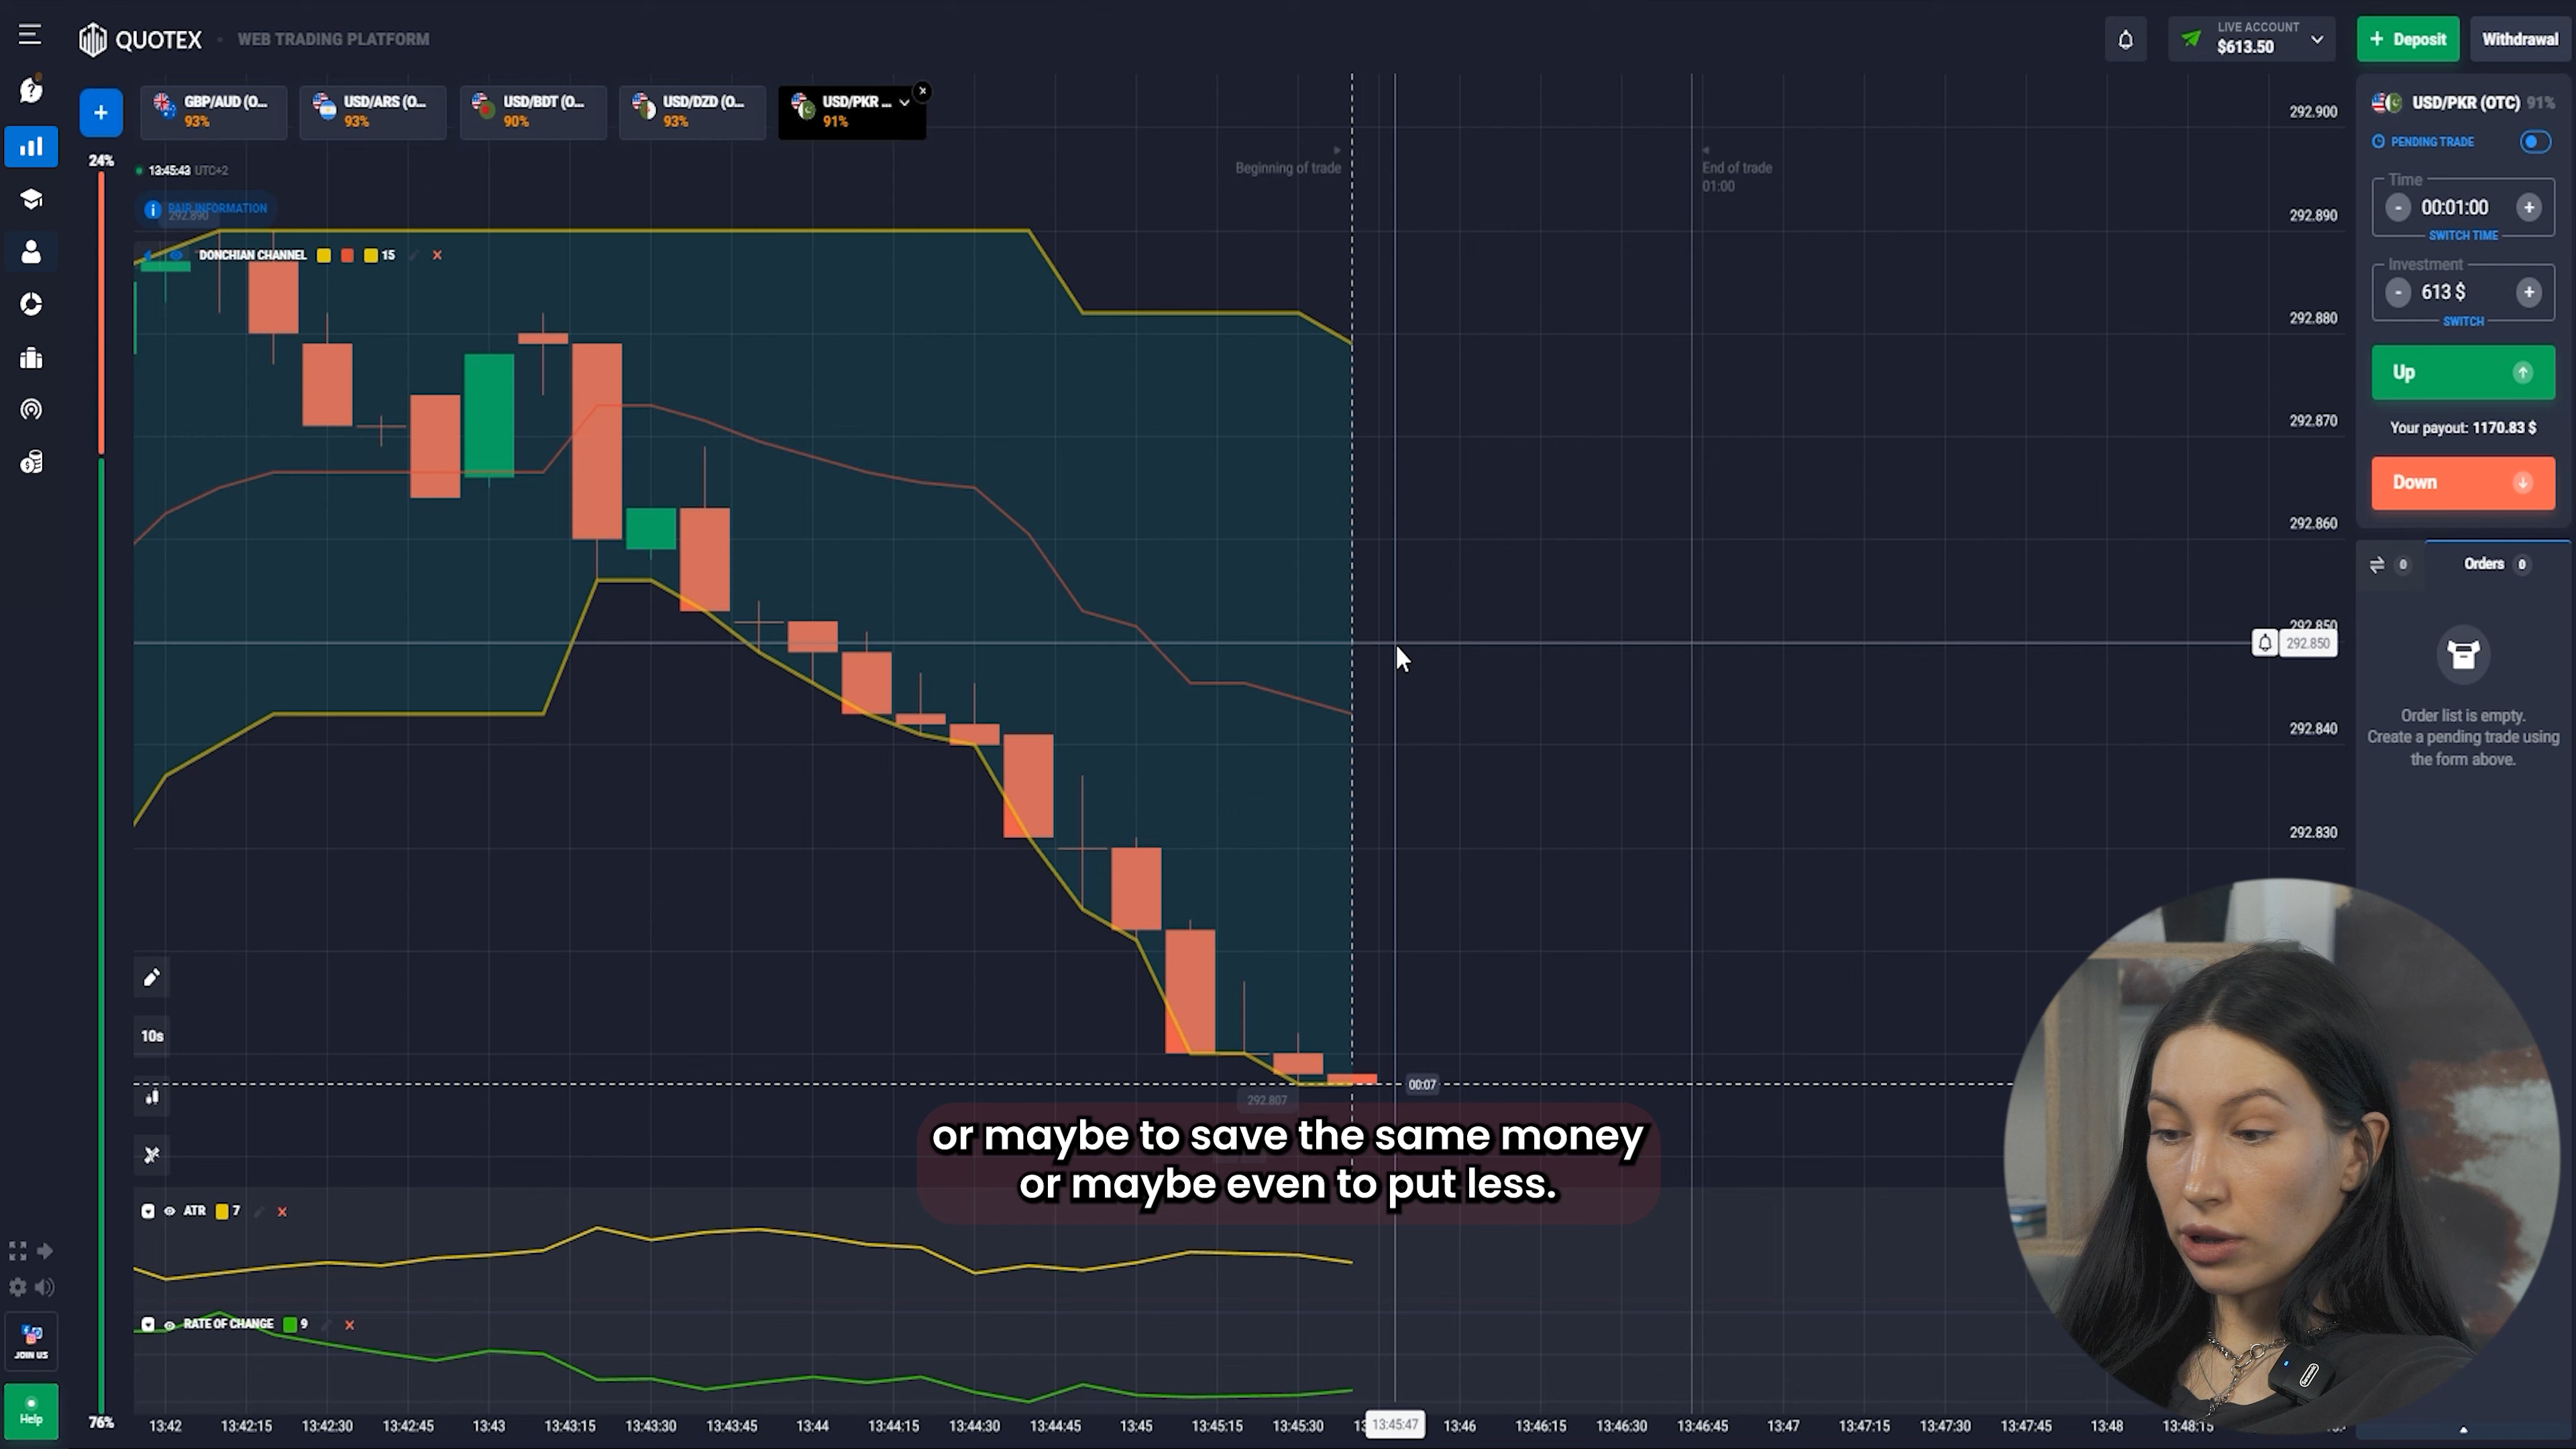 QUOTEX
WEB TRADING PLATFORM
LIVE ACCOUNT
$613.50
Deposit
Withdrawal
GBP/AUD (O...
93%
USD/ARS (O...
93%
USD/BDT (O...
90%
USD/DZD (O...
93%
USD/PKR ...
91%
USD/PKR (OTC) 91%
PENDING TRADE
Time
00:01:00
SWITCH TIME
Investment
613 $
SWITCH
Up
Your payout: 1170.83 $
Down
0
Orders 0
Order list is empty.
Create a pending trade using
the form above.
24%
13:45:43 UTC+2
PAIR INFORMATION
292.890
DONCHIAN CHANNEL 15
Beginning of trade
End of trade
01:00
292.900
292.890
292.880
292.870
292.860
292.850
292.850
292.840
292.830
10s
00:07
292.807
or maybe to save the same money
or maybe even to put less.
ATR 7
RATE OF CHANGE 9
JOIN US
Help
76%
13:42
13:42:15
13:42:30
13:42:45
13:43
13:43:15
13:43:30
13:43:45
13:44
13:44:15
13:44:30
13:44:45
13:45
13:45:15
13:45:30
13:45:47
13:46
13:46:15
13:46:30
13:46:45
13:47
13:47:15
13:47:30
13:47:45
13:48
13:48:15